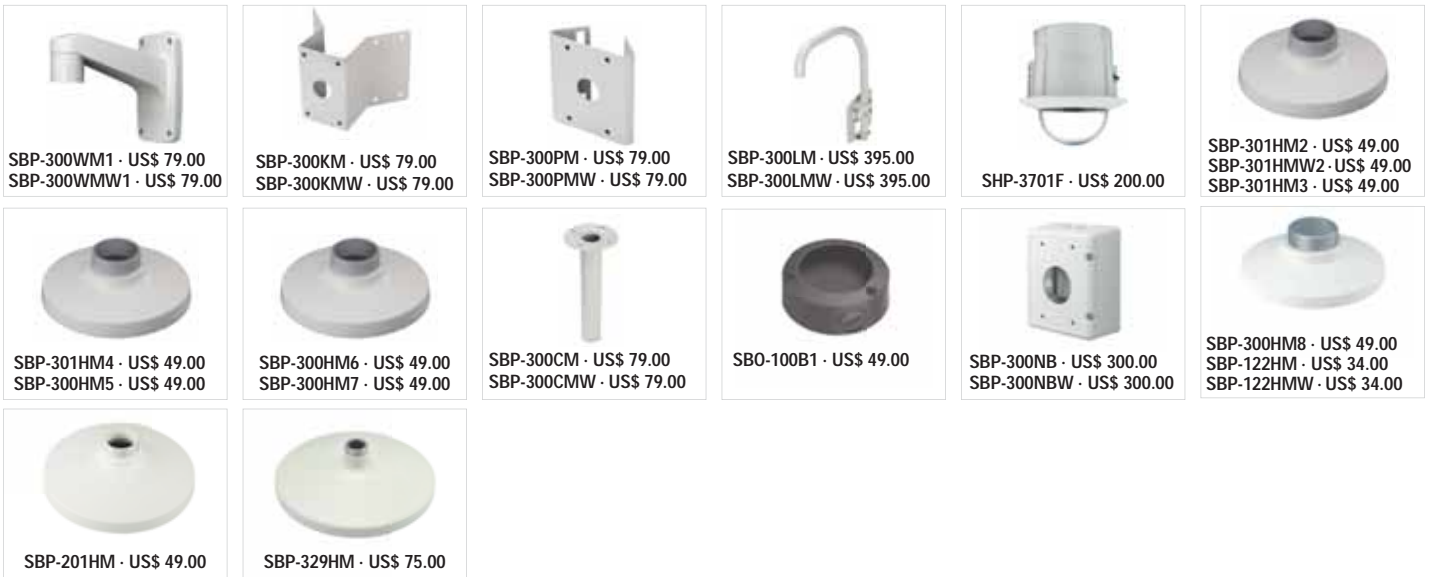 SBP-300WM1 · US$ 79.00
SBP-300WMW1 · US$ 79.00
SBP-300KM · US$ 79.00
SBP-300KMW · US$ 79.00
SBP-300PM · US$ 79.00
SBP-300PMW · US$ 79.00
SBP-300LM · US$ 395.00
SBP-300LMW · US$ 395.00
SHP-3701F · US$ 200.00
SBP-301HM2 · US$ 49.00
SBP-301HMW2 · US$ 49.00
SBP-301HM3 · US$ 49.00
SBP-301HM4 · US$ 49.00
SBP-300HM5 · US$ 49.00
SBP-300HM6 · US$ 49.00
SBP-300HM7 · US$ 49.00
SBP-300CM · US$ 79.00
SBP-300CMW · US$ 79.00
SBO-100B1 · US$ 49.00
SBP-300NB · US$ 300.00
SBP-300NBW · US$ 300.00
SBP-300HM8 · US$ 49.00
SBP-122HM · US$ 34.00
SBP-122HMW · US$ 34.00
SBP-201HM · US$ 49.00
SBP-329HM · US$ 75.00